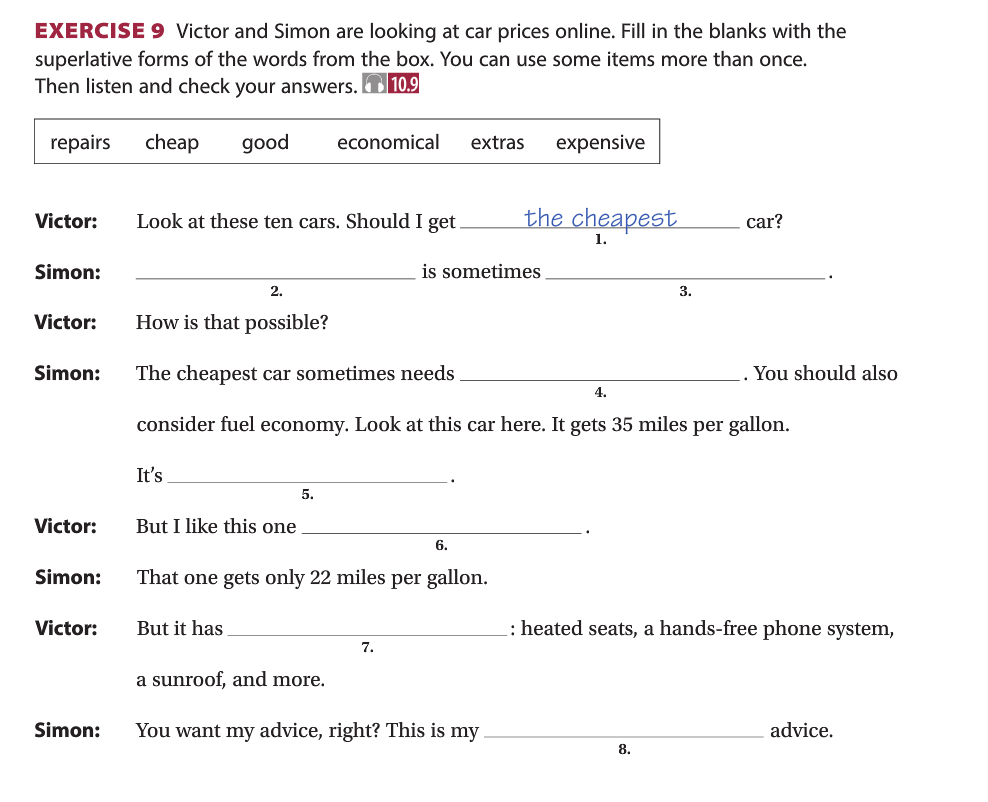 EXERCISE 9 Victor and Simon are looking at car prices online. Fill in the blanks with the
superlative forms of the words from the box. You can use some items more than once.
Then listen and check your answers. 10.9
repairs cheap good economical extras expensive
Victor: Look at these ten cars. Should I get the cheapest car?
1.
Simon: is sometimes .
2. 3.
Victor: How is that possible?
Simon: The cheapest car sometimes needs . You should also
4.
consider fuel economy. Look at this car here. It gets 35 miles per gallon.
It's .
5.
Victor: But I like this one .
6.
Simon: That one gets only 22 miles per gallon.
Victor: But it has : heated seats, a hands-free phone system,
7.
a sunroof, and more.
Simon: You want my advice, right? This is my advice.
8.